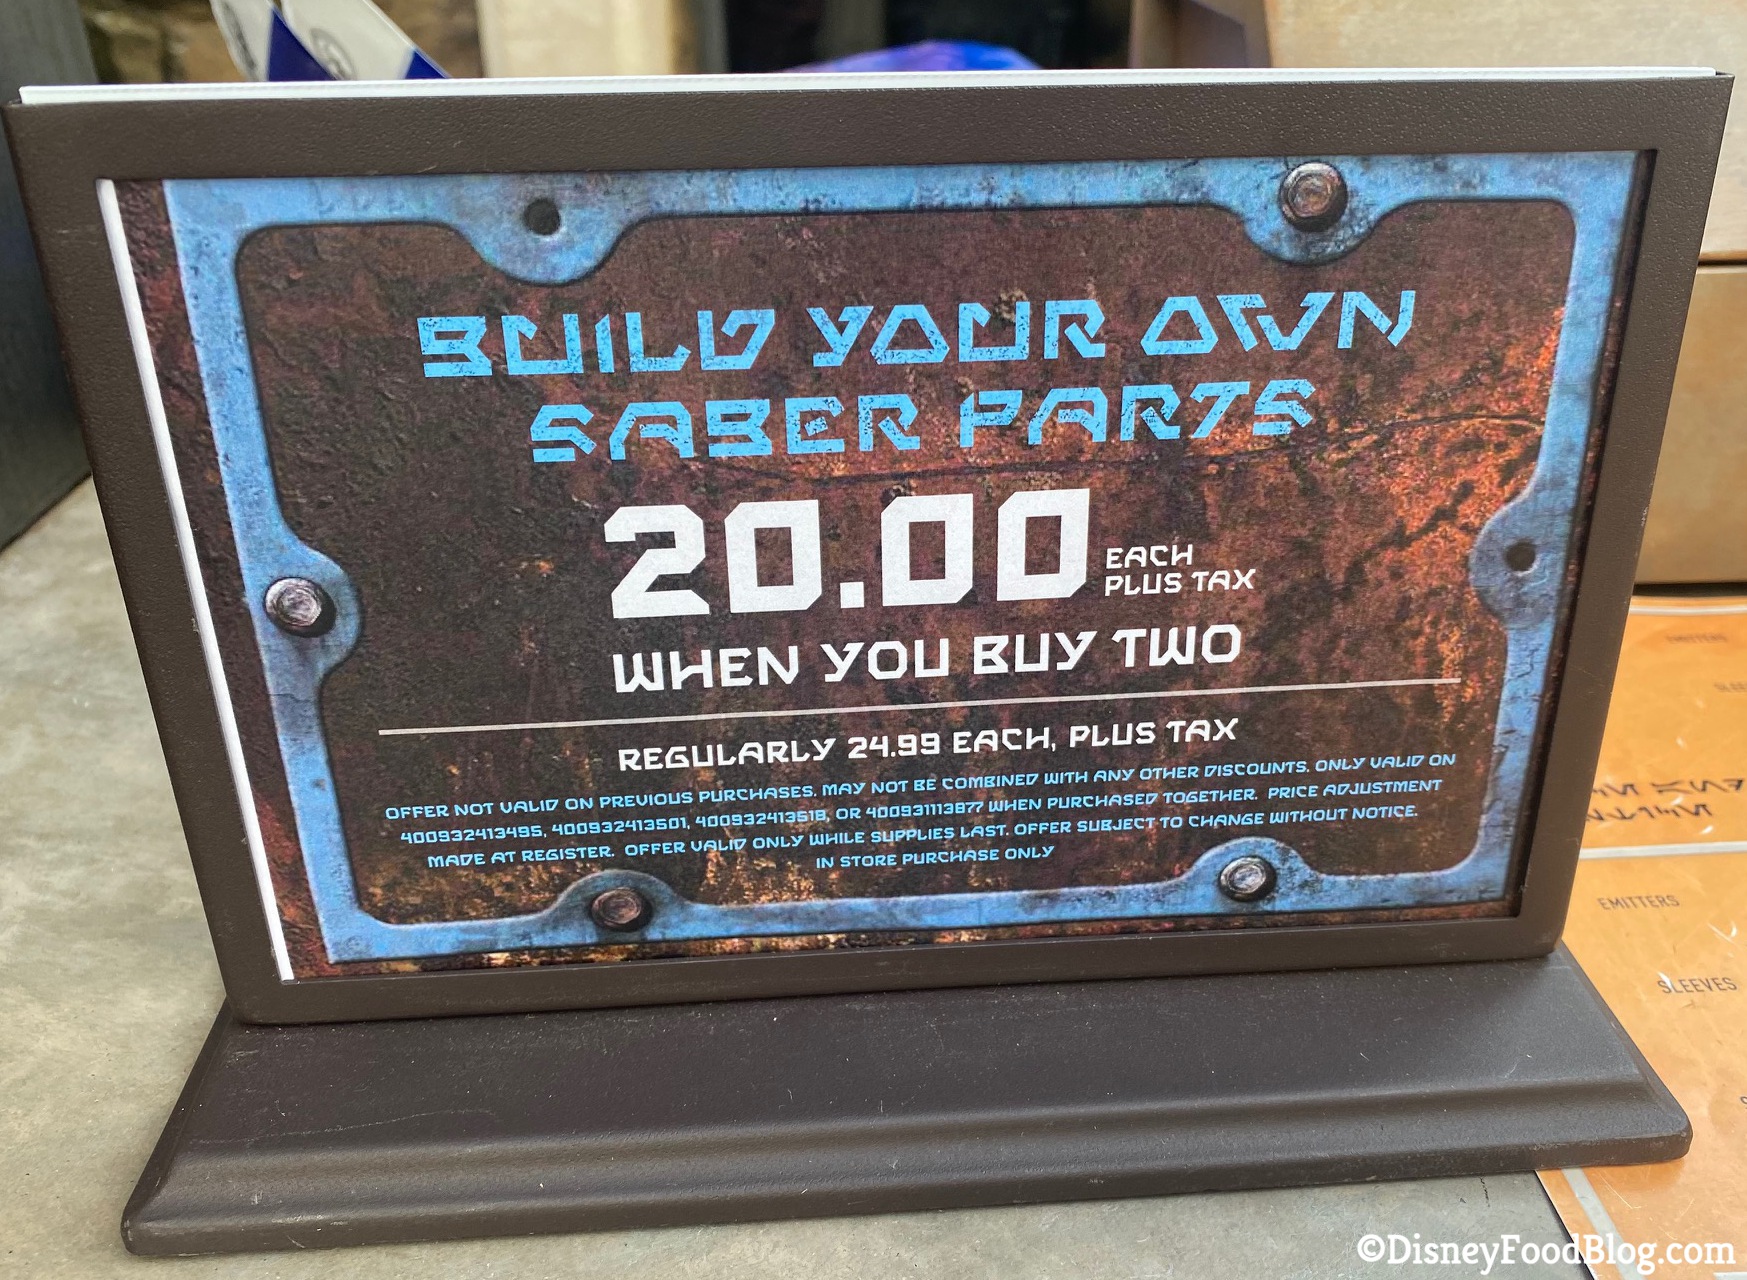 BUILD YOUR OWN
SABER PARTS
20.00 EACH
PLUS TAX
WHEN YOU BUY TWO
REGULARLY 24.99 EACH, PLUS TAX
OFFER NOT VALID ON PREVIOUS PURCHASES. MAY NOT BE COMBINED WITH ANY OTHER DISCOUNTS. ONLY VALID ON
400932413495, 400932413501, 400932413518, OR 400931113877 WHEN PURCHASED TOGETHER. PRICE ADJUSTMENT
MADE AT REGISTER. OFFER VALID ONLY WHILE SUPPLIES LAST. OFFER SUBJECT TO CHANGE WITHOUT NOTICE.
IN STORE PURCHASE ONLY
EMITTERS
EMITTERS
SLEEVES
©DisneyFoodBlog.com